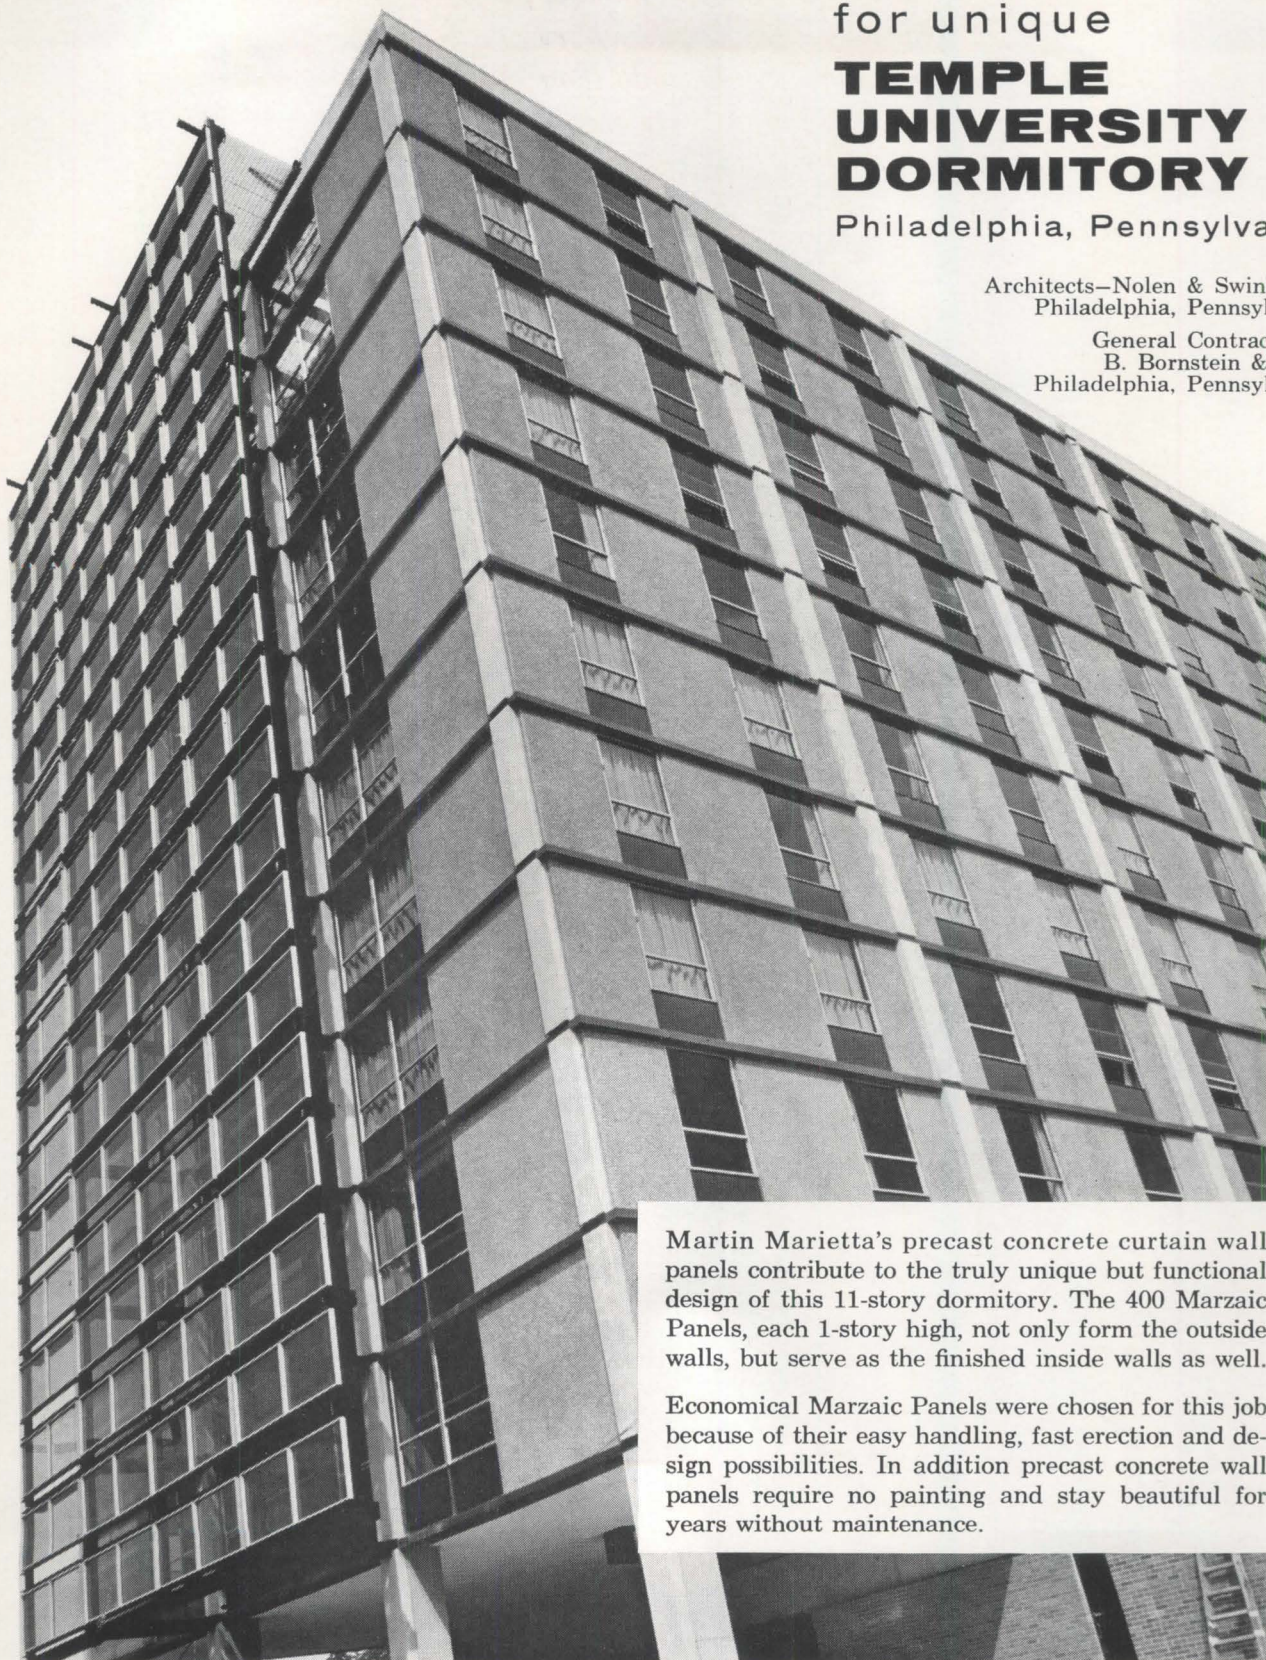 for unique
TEMPLE
UNIVERSITY
DORMITORY
Philadelphia, Pennsylva
Architects—Nolen & Swin
Philadelphia, Pennsyl
General Contrac
B. Bornstein &
Philadelphia, Pennsyl
Martin Marietta's precast concrete curtain wall
panels contribute to the truly unique but functional
design of this 11-story dormitory. The 400 Marzaic
Panels, each 1-story high, not only form the outside
walls, but serve as the finished inside walls as well.
Economical Marzaic Panels were chosen for this job
because of their easy handling, fast erection and de-
sign possibilities. In addition precast concrete wall
panels require no painting and stay beautiful for
years without maintenance.